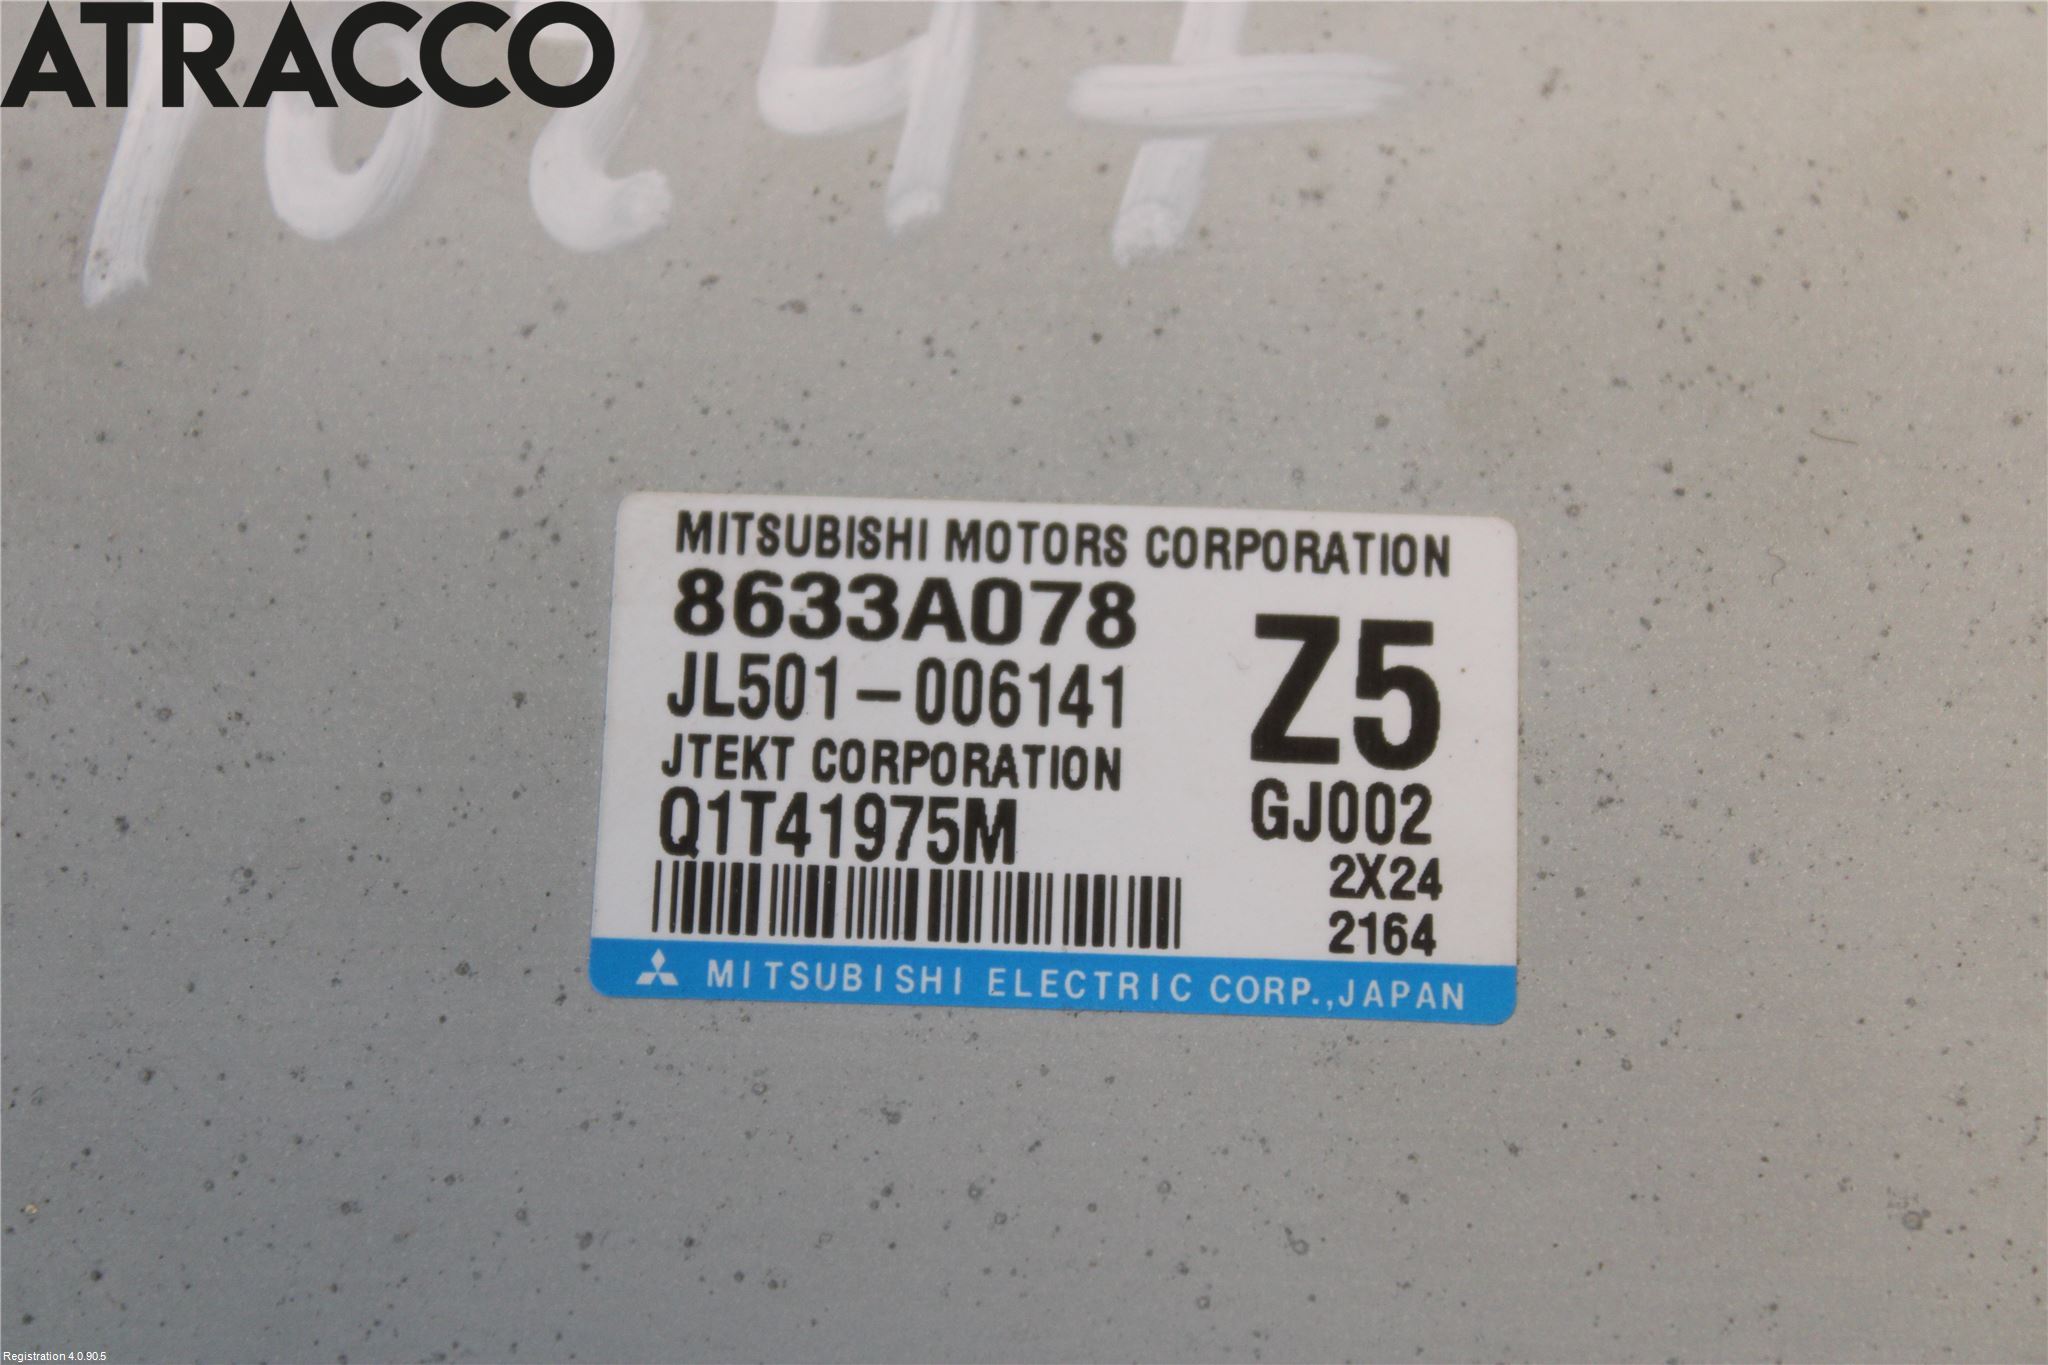 ATRACCO
MITSUBISHI MOTORS CORPORATION
8633A078
JL501-006141
JTEKT CORPORATION
Q1T41975M
Z5
GJ002
2X24
2164
MITSUBISHI ELECTRIC CORP.,JAPAN
Registration 4.0.90.5